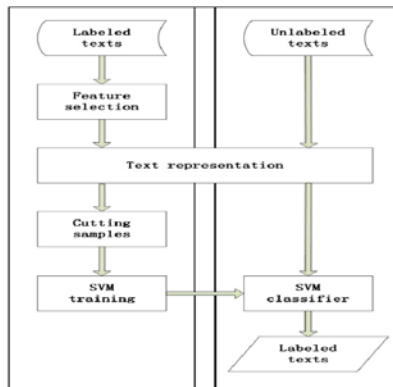 Labeled
texts
Unlabeled
texts
Feature
selection
Text representation
Cutting
samples
SVM
training
SVM
classifier
Labeled
texts